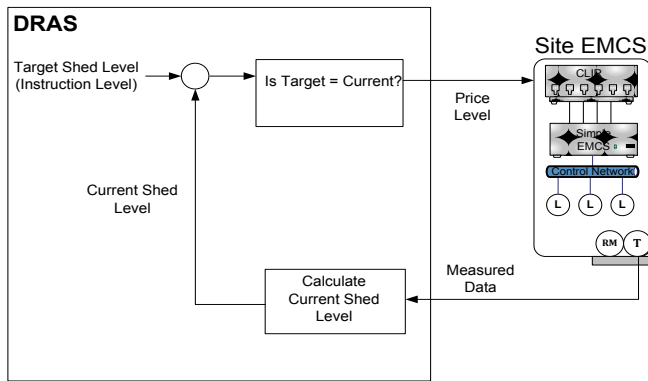 DRAS
Site EMCS
Target Shed Level
(Instruction Level)
Is Target = Current?
Price
Level
CLIR
Simple
EMCS
Control Network
L
L
L
RM
T
Current Shed
Level
Calculate
Current Shed
Level
Measured
Data